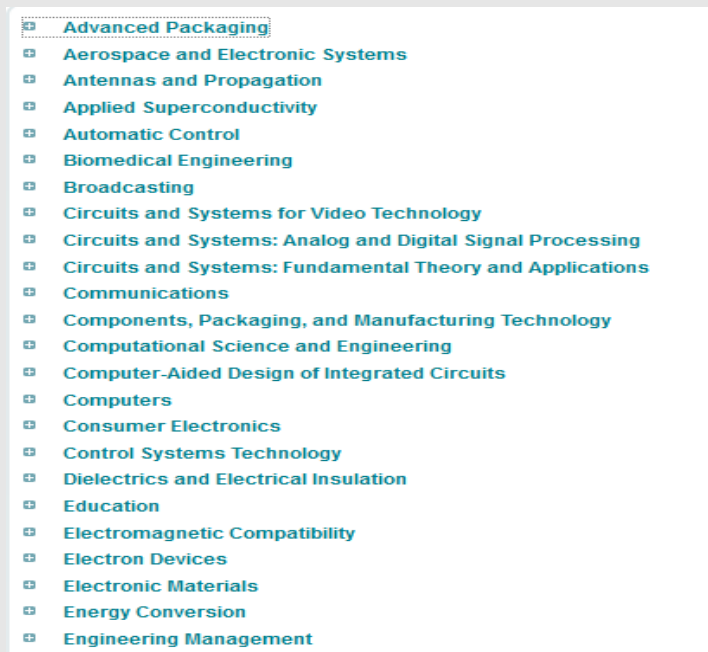 Advanced Packaging
Aerospace and Electronic Systems
Antennas and Propagation
Applied Superconductivity
Automatic Control
Biomedical Engineering
Broadcasting
Circuits and Systems for Video Technology
Circuits and Systems: Analog and Digital Signal Processing
Circuits and Systems: Fundamental Theory and Applications
Communications
Components, Packaging, and Manufacturing Technology
Computational Science and Engineering
Computer-Aided Design of Integrated Circuits
Computers
Consumer Electronics
Control Systems Technology
Dielectrics and Electrical Insulation
Education
Electromagnetic Compatibility
Electron Devices
Electronic Materials
Energy Conversion
Engineering Management